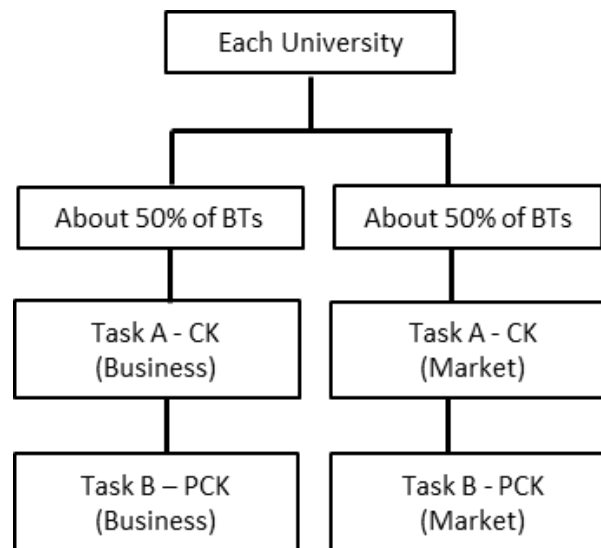 Each University
About 50% of BTs
About 50% of BTs
Task A - CK
(Business)
Task A - CK
(Market)
Task B – PCK
(Business)
Task B - PCK
(Market)